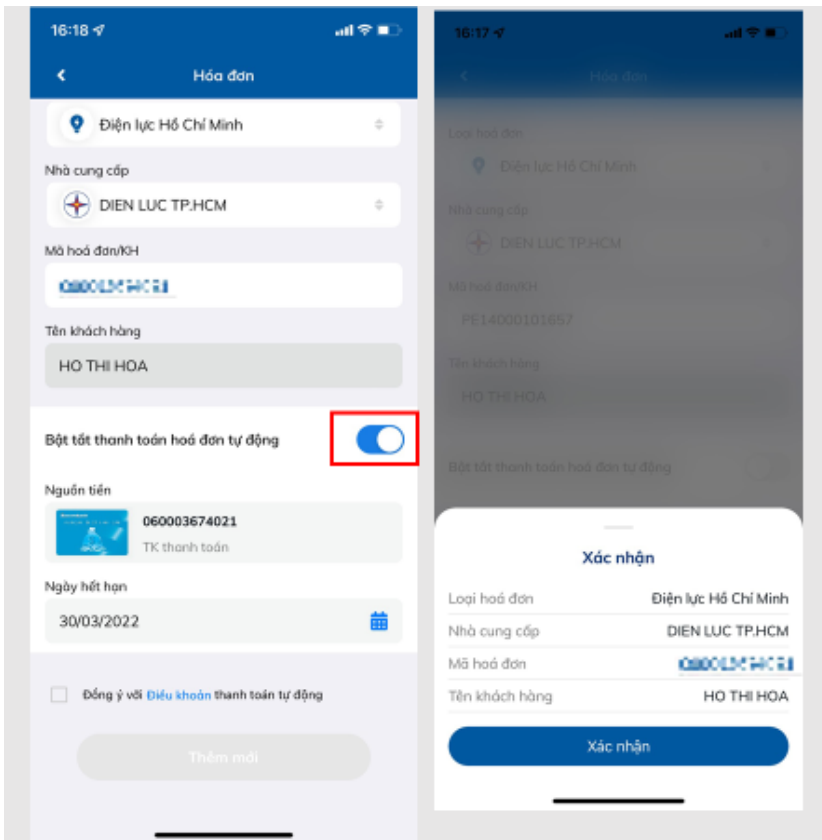 16:18
Hóa đơn
Điện lực Hồ Chí Minh
Nhà cung cấp
DIEN LUC TP.HCM
Mã hoá đơn/KH
Tên khách hàng
HO THI HOA
Bật tắt thanh toán hoá đơn tự động
Nguồn tiền
060003674021
TK thanh toán
Ngày hết hạn
30/03/2022
Đồng ý với Điều khoản thanh toán tự động
Thêm mới
16:17
Hóa đơn
Loại hoá đơn
Điện lực Hồ Chí Minh
Nhà cung cấp
DIEN LUC TP.HCM
Mã hoá đơn/KH
PE14000101657
Tên khách hàng
HO THI HOA
Bật tắt thanh toán hoá đơn tự động
Xác nhận
Loại hoá đơn Điện lực Hồ Chí Minh
Nhà cung cấp DIEN LUC TP.HCM
Mã hoá đơn
Tên khách hàng HO THI HOA
Xác nhận